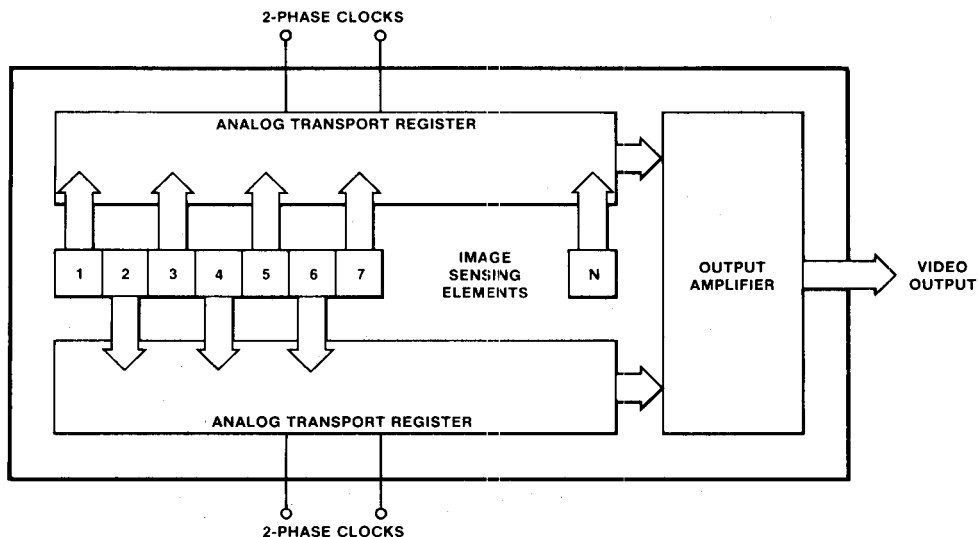 2-PHASE CLOCKS
ANALOG TRANSPORT REGISTER
1 2 3 4 5 6 7
IMAGE
SENSING
ELEMENTS
N
OUTPUT
AMPLIFIER
VIDEO
OUTPUT
ANALOG TRANSPORT REGISTER
2-PHASE CLOCKS